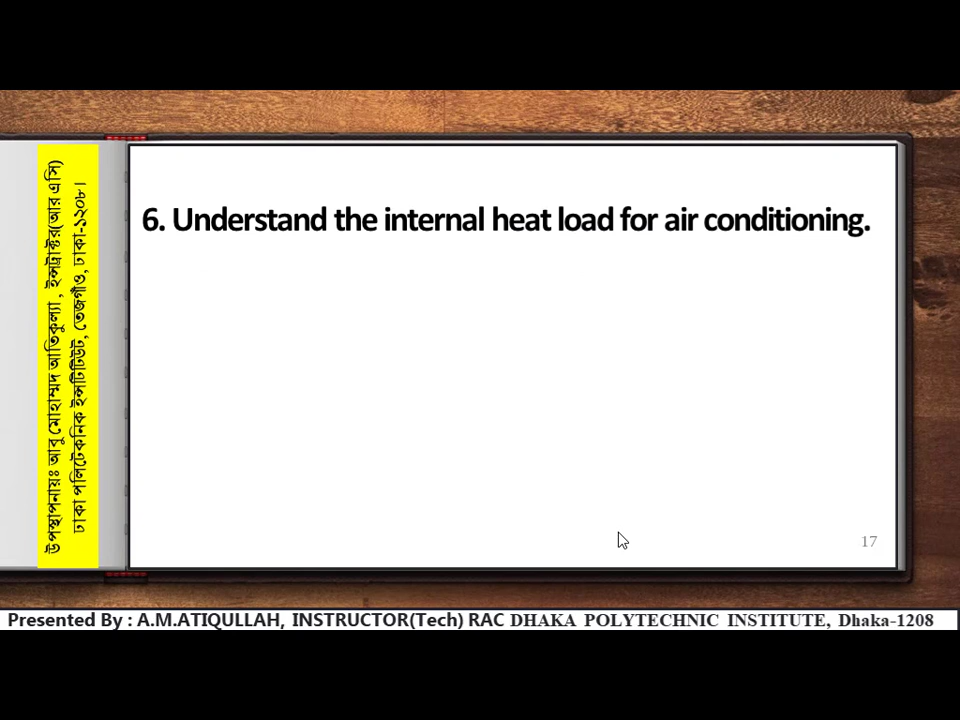 উপস্থাপনায়ঃ আবু মোহাম্মদ আতিকুল্যা , ইন্সট্রাক্টর(আর এসি)
ঢাকা পলিটেকনিক ইন্সটিটিউট, তেজগাঁও, ঢাকা-১২০৮।
6. Understand the internal heat load for air conditioning.
17
Presented By : A.M.ATIQULLAH, INSTRUCTOR(Tech) RAC DHAKA POLYTECHNIC INSTITUTE, Dhaka-1208